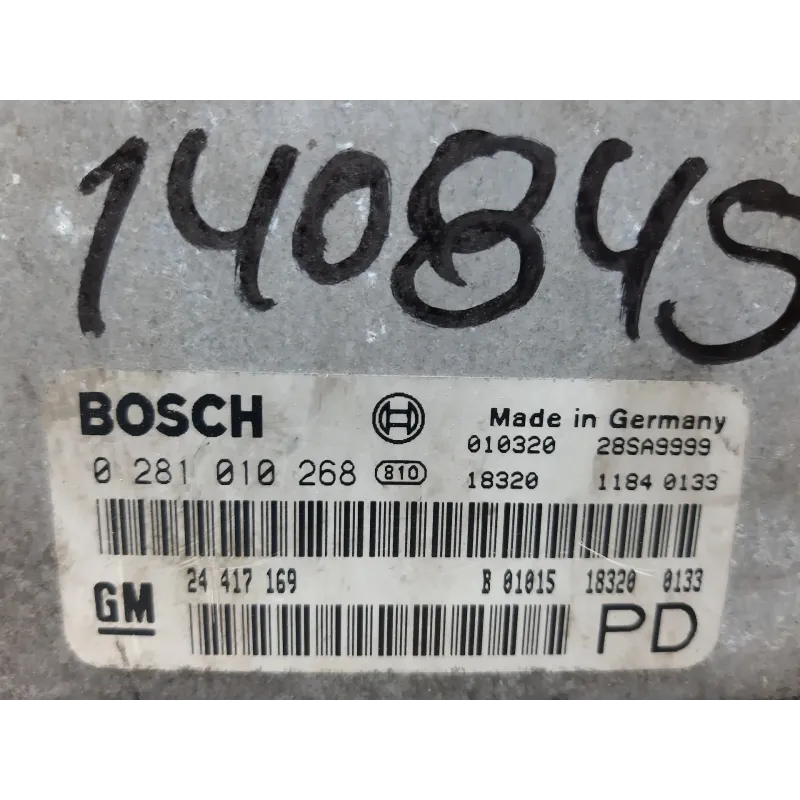 140845
BOSCH Made in Germany
010320 28SA9999
0 281 010 268 810 18320 1184 0133
24 417 169 B 01015 18320 0133
GM PD